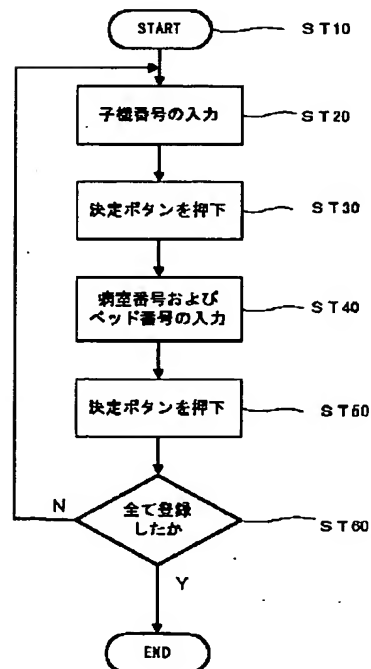 START
ST10
子機番号の入力
ST20
決定ボタンを押下
ST30
病室番号および
ベッド番号の入力
ST40
決定ボタンを押下
ST50
全て登録
したか
ST60
N
Y
END